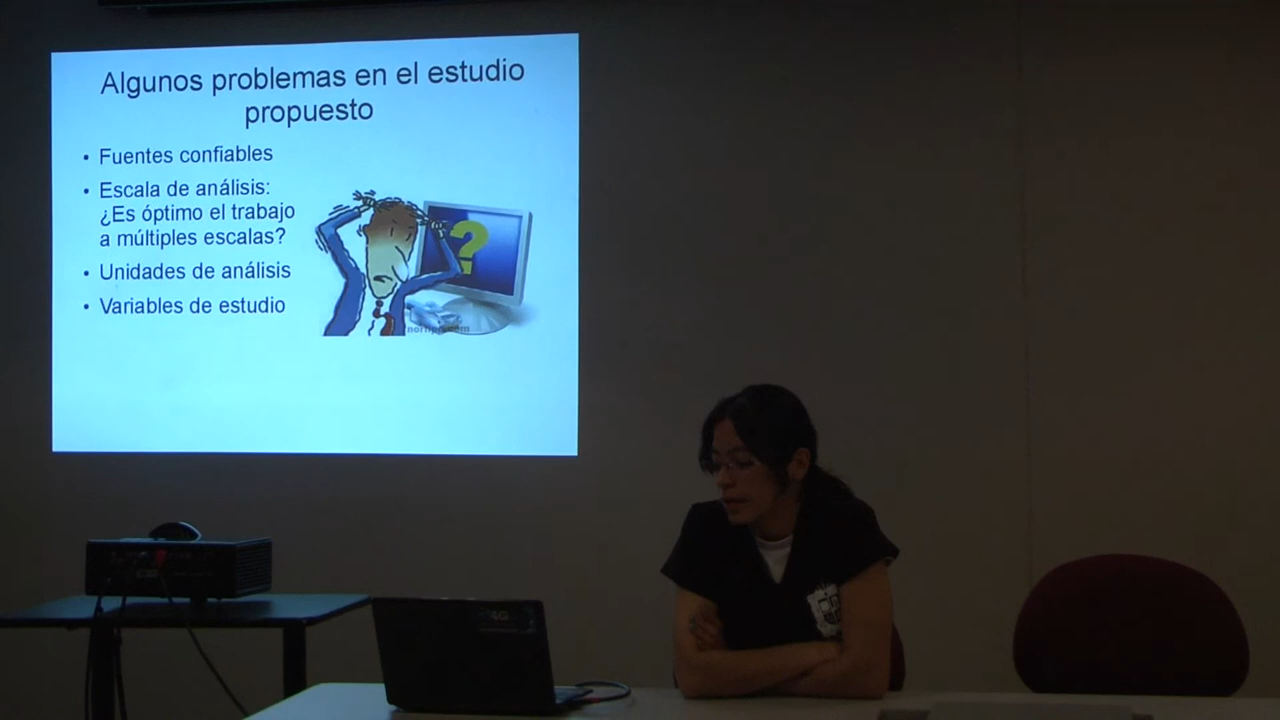 Algunos problemas en el estudio
propuesto
• Fuentes confiables
• Escala de análisis:
¿Es óptimo el trabajo
a múltiples escalas?
• Unidades de análisis
• Variables de estudio
?